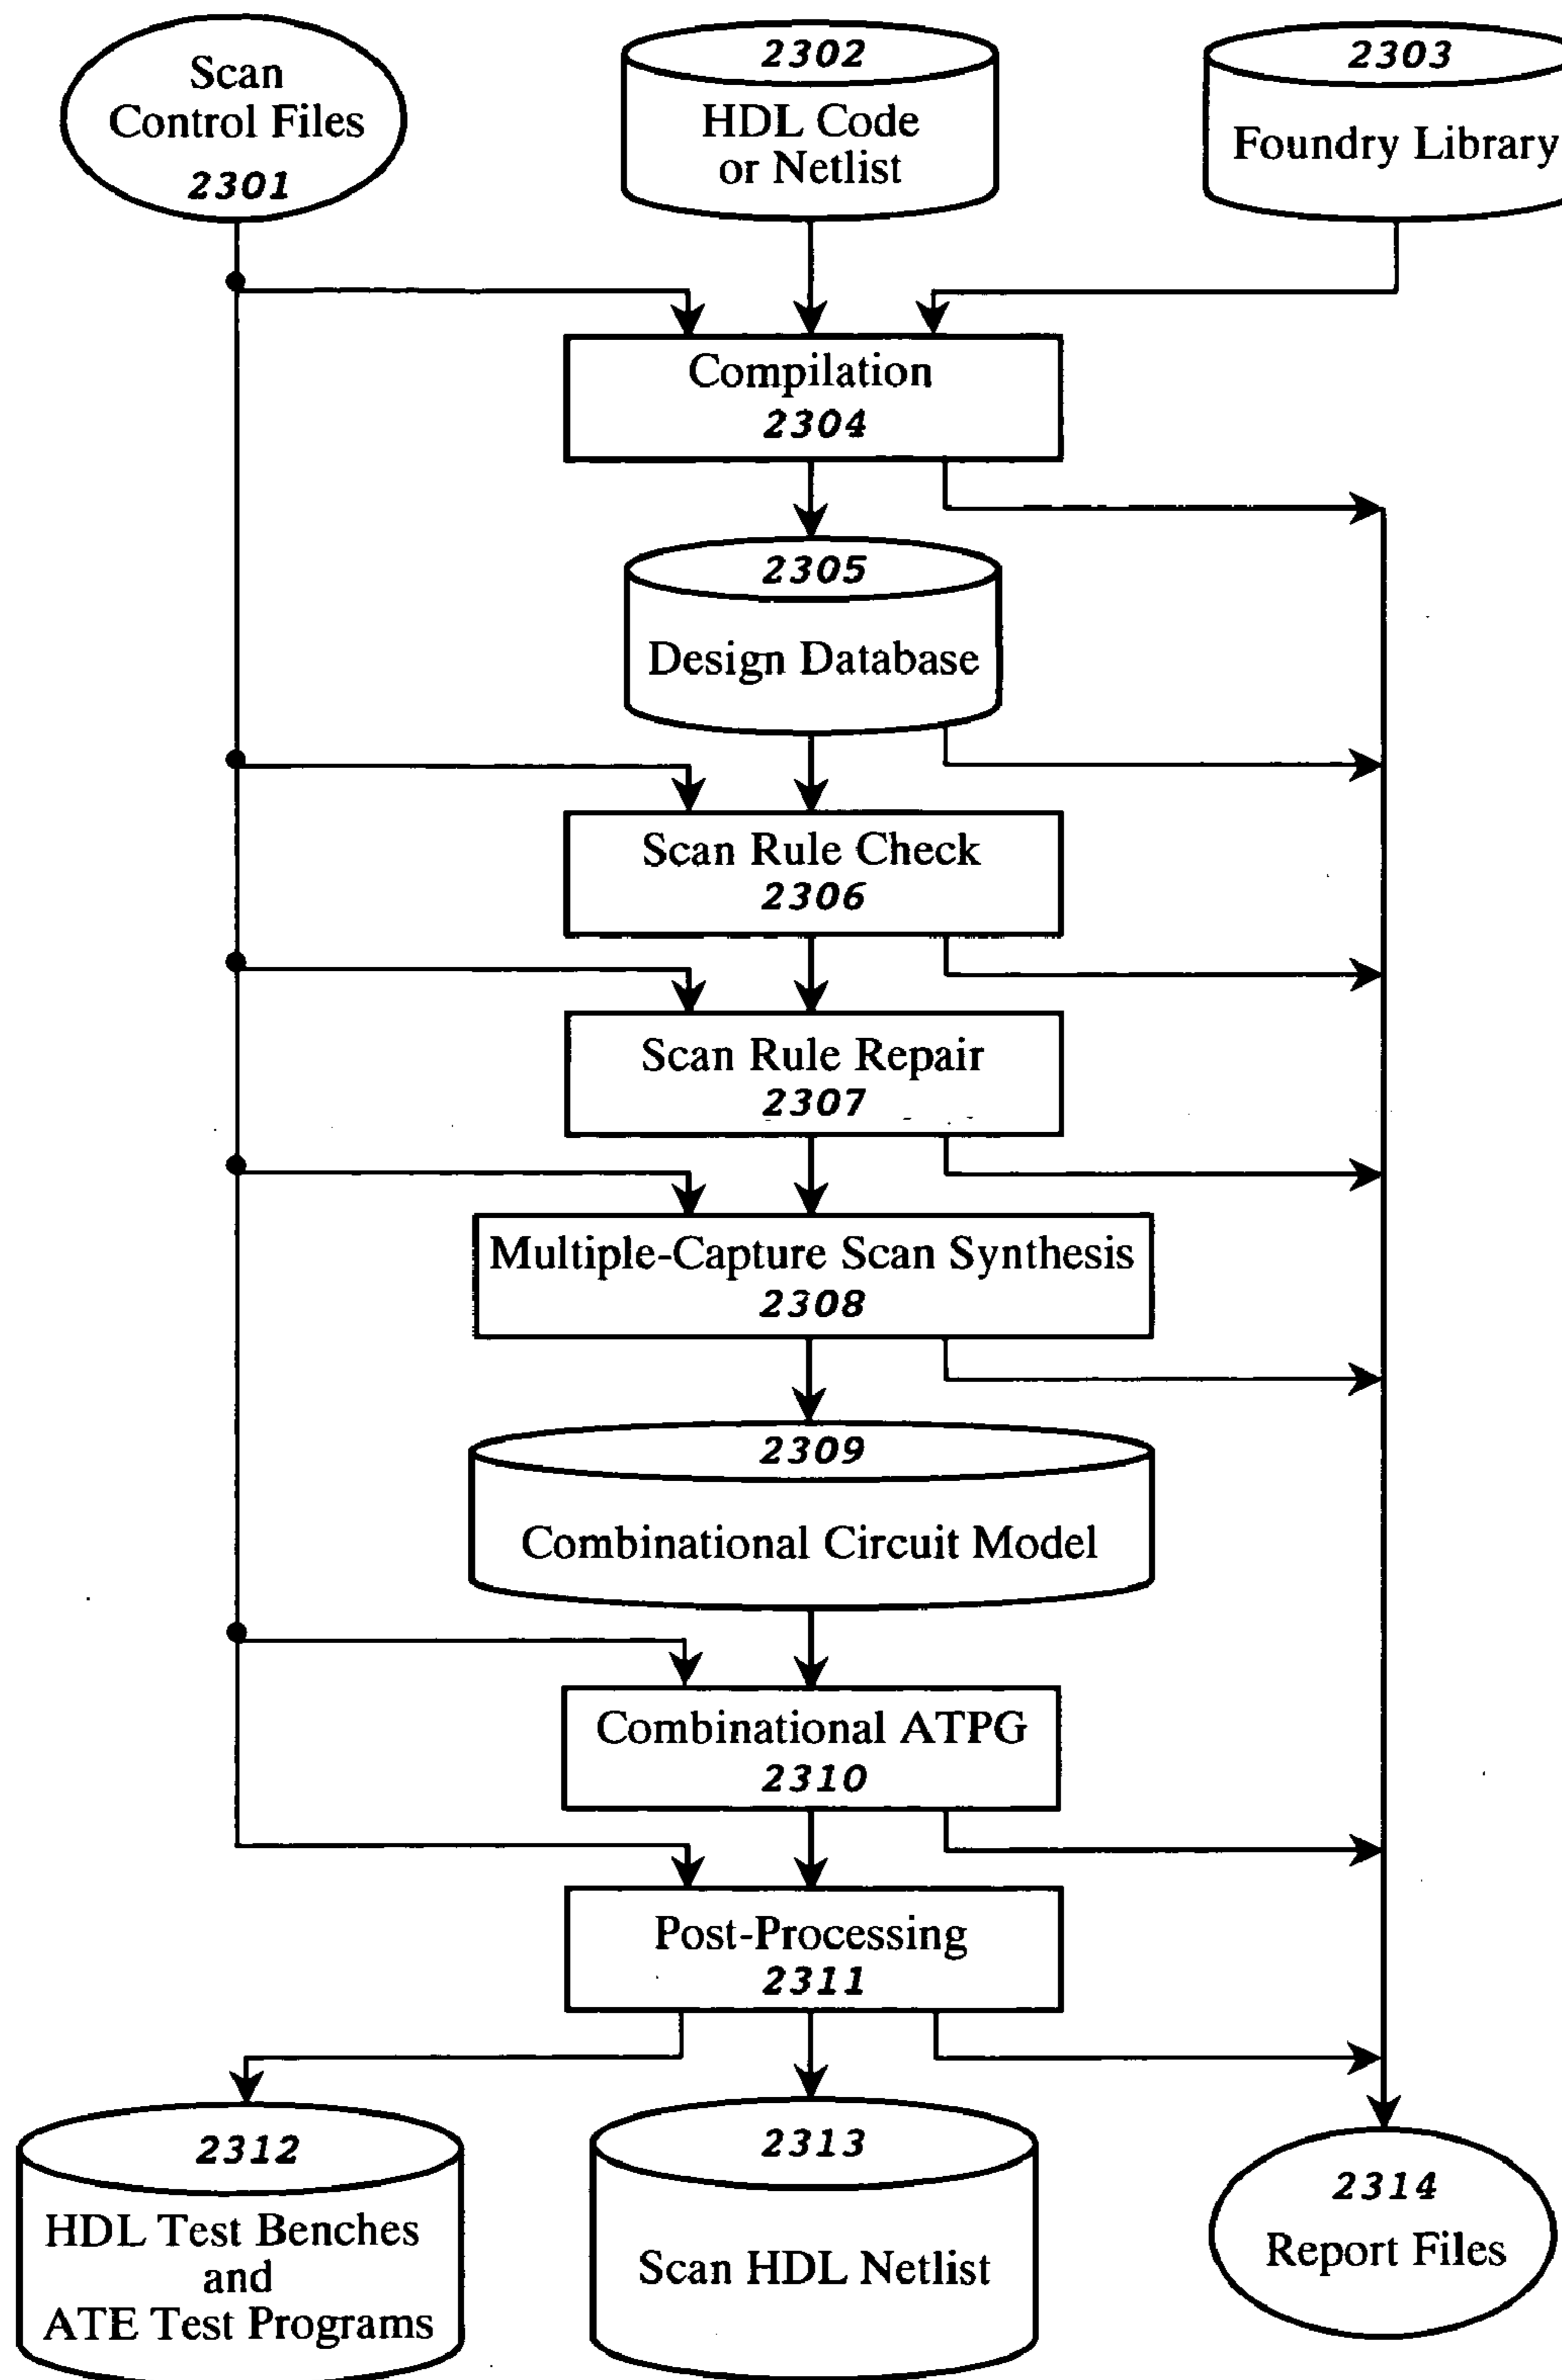 Scan
Control Files
2301
2302
HDL Code
or Netlist
2303
Foundry Library
Compilation
2304
2305
Design Database
Scan Rule Check
2306
Scan Rule Repair
2307
Multiple-Capture Scan Synthesis
2308
2309
Combinational Circuit Model
Combinational ATPG
2310
Post-Processing
2311
2312
HDL Test Benches
and
ATE Test Programs
2313
Scan HDL Netlist
2314
Report Files